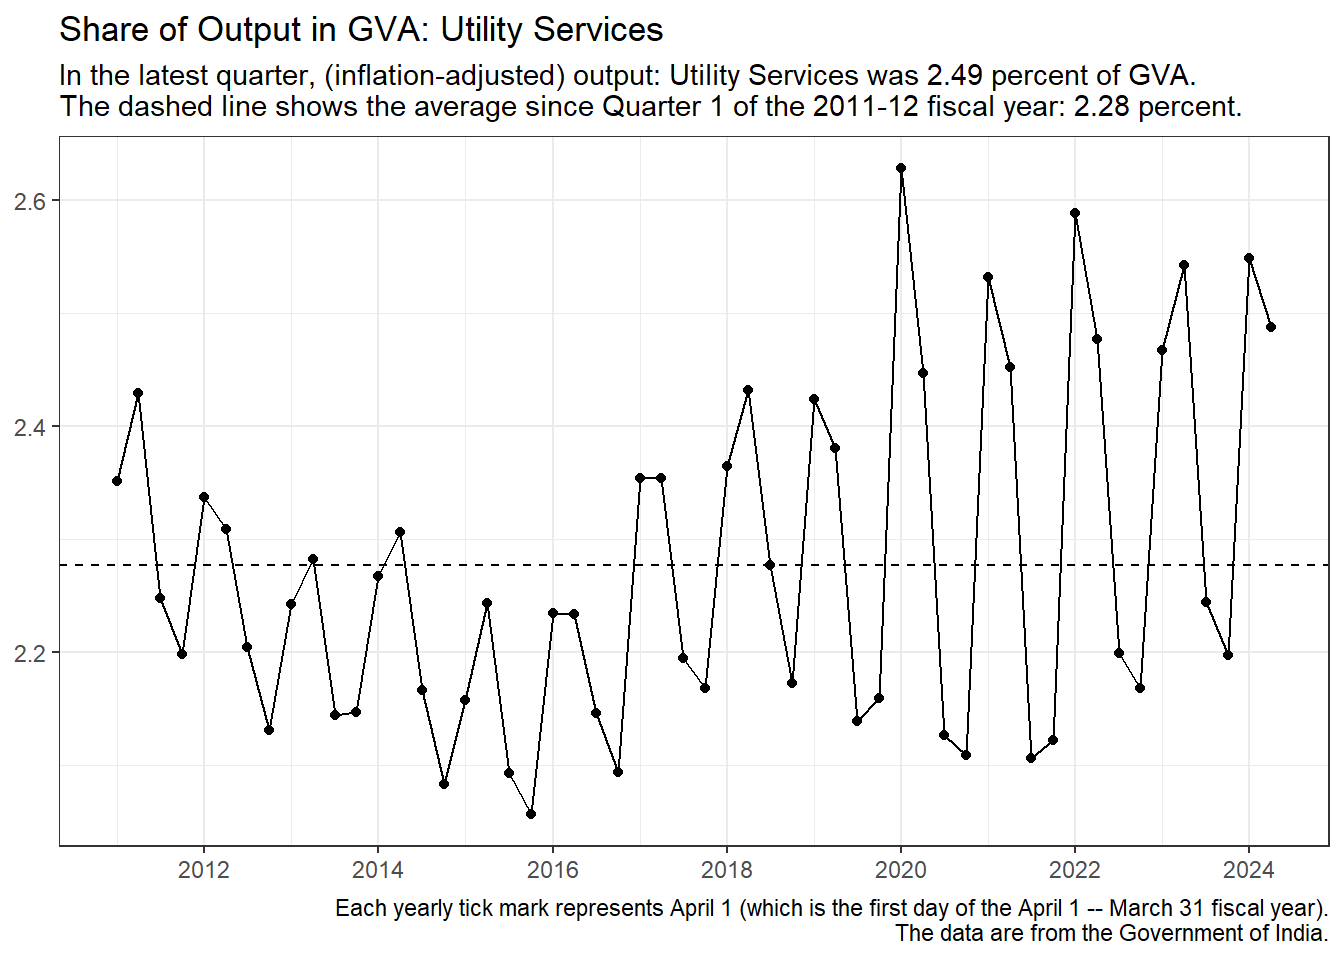 Share of Output in GVA: Utility Services
In the latest quarter, (inflation-adjusted) output: Utility Services was 2.49 percent of GVA.
The dashed line shows the average since Quarter 1 of the 2011-12 fiscal year: 2.28 percent.
2.6
2.4
2.2
2012 2014 2016 2018 2020 2022 2024
Each yearly tick mark represents April 1 (which is the first day of the April 1 -- March 31 fiscal year).
The data are from the Government of India.